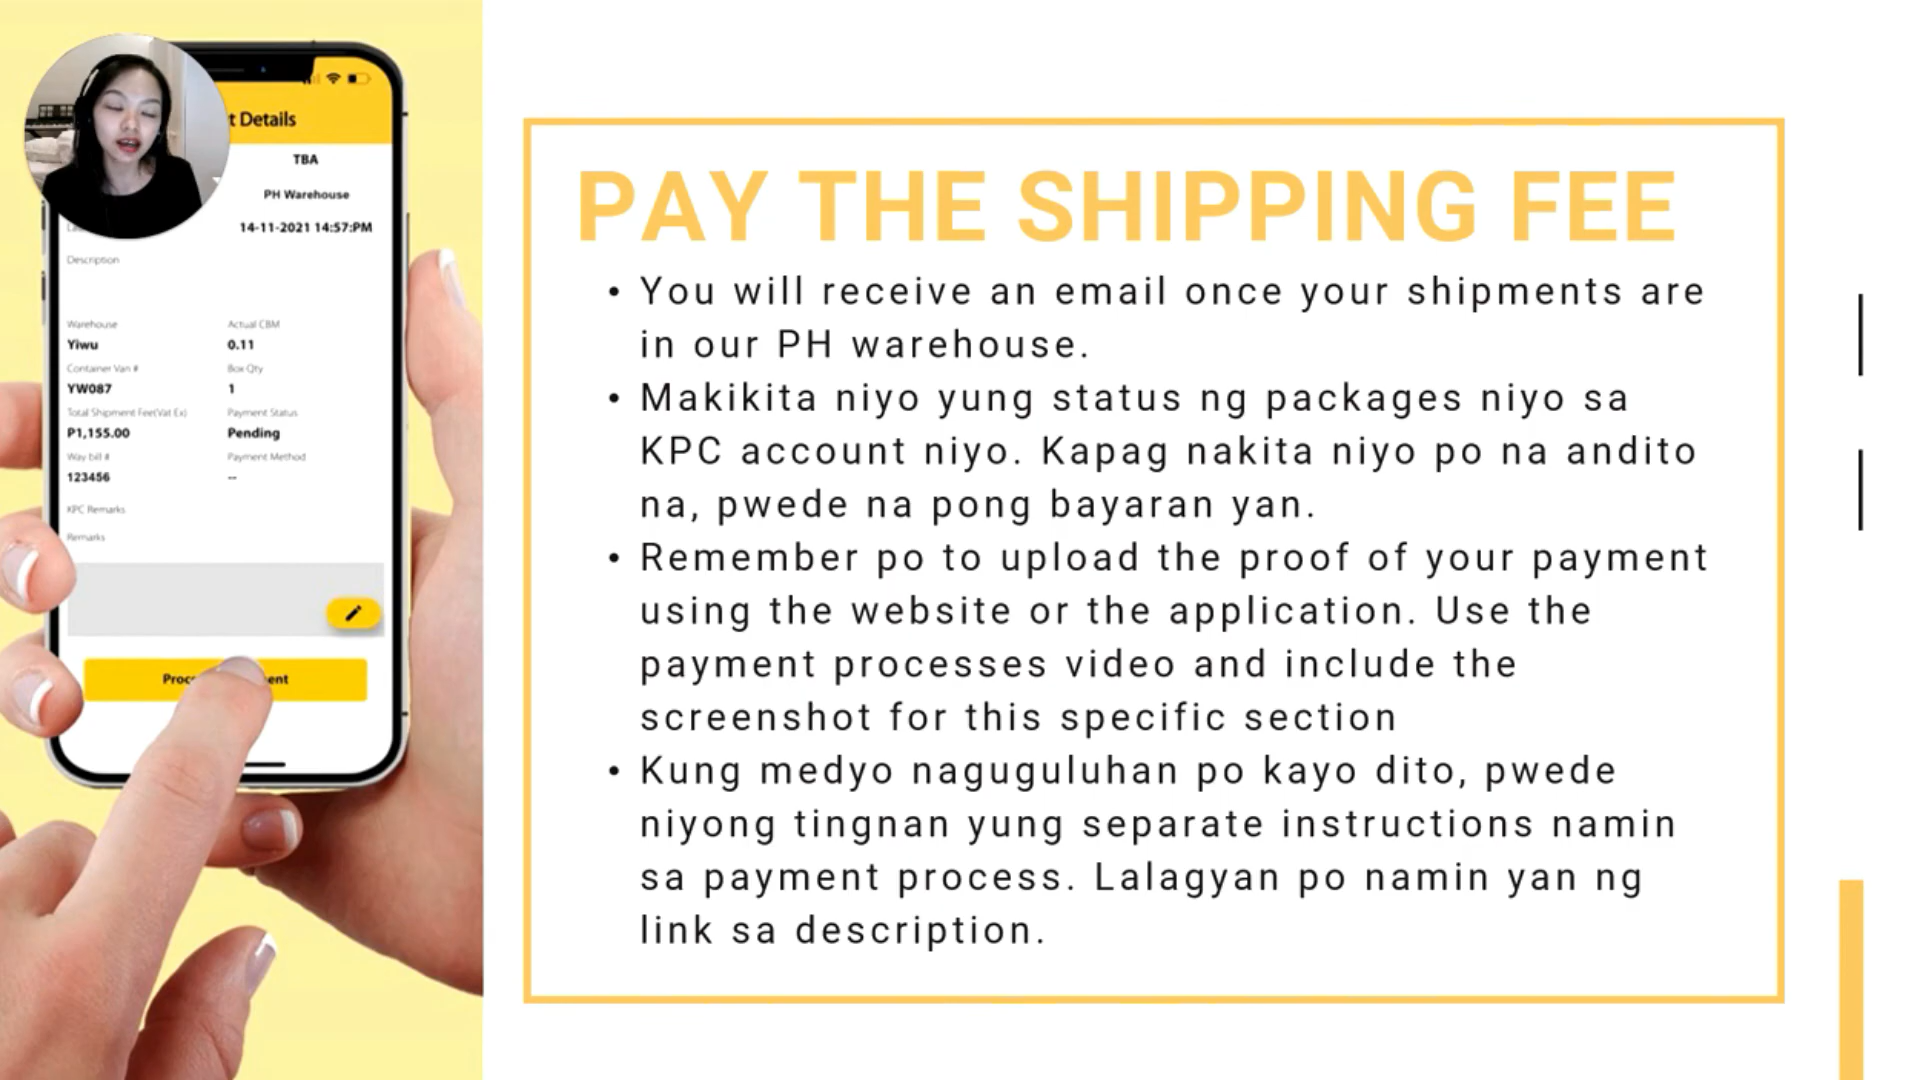 t Details
TBA
PH Warehouse
14-11-2021 14:57:PM
Description
Warehouse Actual CBM
Yiwu 0.11
Container Van # Box Qty
YW087 1
Total Shipment Fee(Vat Ex) Payment Status
P1,155.00 Pending
Way bill # Payment Method
123456 --
KPC Remarks
Remarks
PAY THE SHIPPING FEE
• You will receive an email once your shipments are
in our PH warehouse.
• Makikita niyo yung status ng packages niyo sa
KPC account niyo. Kapag nakita niyo po na andito
na, pwede na pong bayaran yan.
• Remember po to upload the proof of your payment
using the website or the application. Use the
payment processes video and include the
screenshot for this specific section
• Kung medyo naguguluhan po kayo dito, pwede
niyong tingnan yung separate instructions namin
sa payment process. Lalagyan po namin yan ng
link sa description.